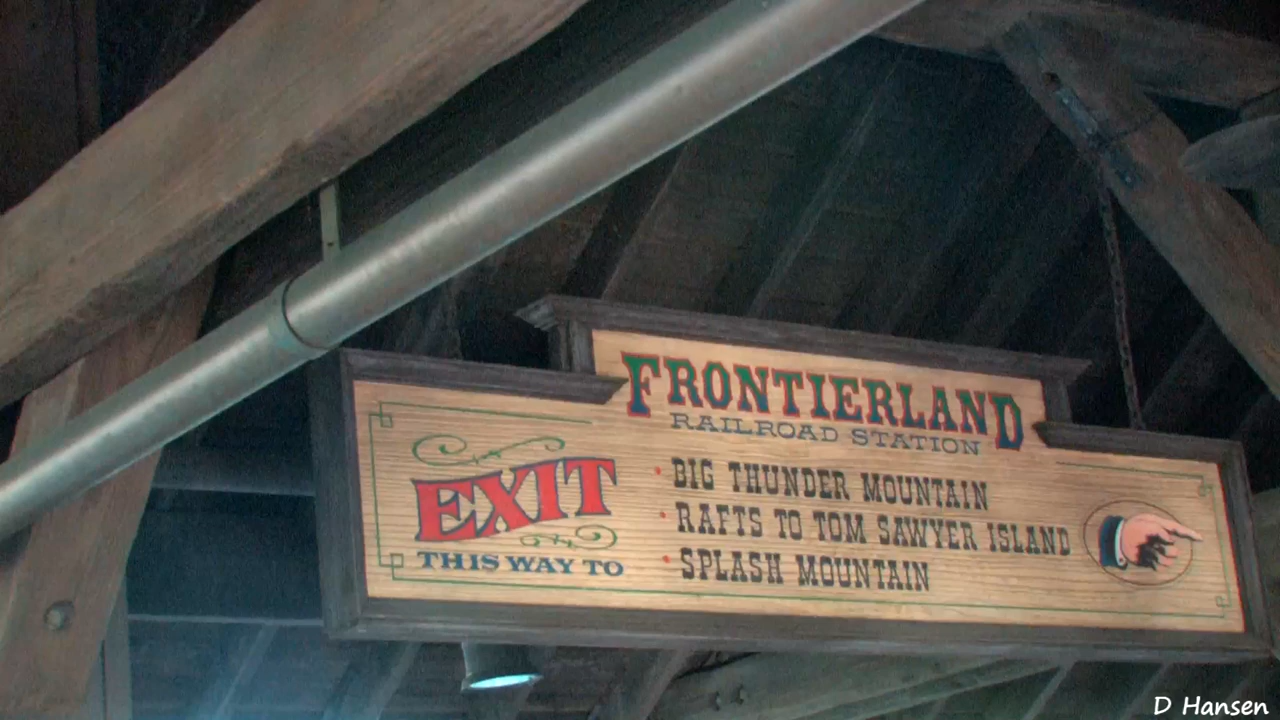 FRONTIERLAND
RAILROAD STATION
EXIT
THIS WAY TO
• BIG THUNDER MOUNTAIN
• RAFTS TO TOM SAWYER ISLAND
• SPLASH MOUNTAIN
D Hansen